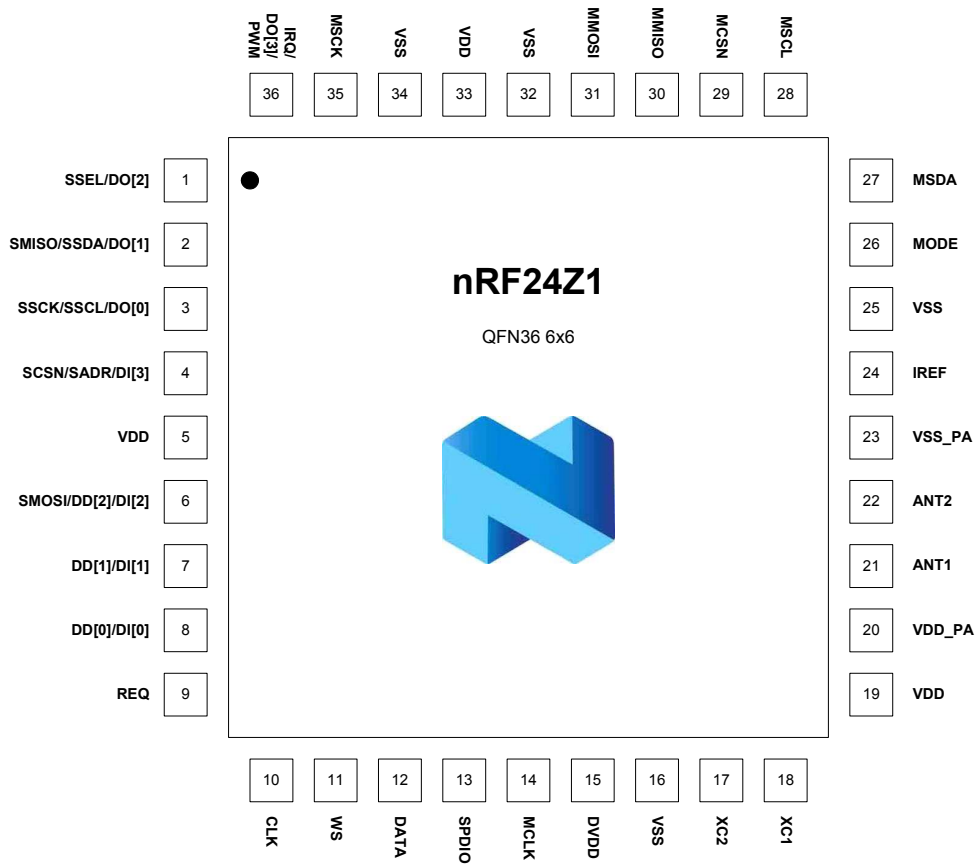 IRQ/
DO[3]/
PWM
MSCK
VSS
VDD
VSS
MMOSI
MMISO
MCSN
MSCL
36 35 34 33 32 31 30 29 28
SSEL/DO[2] 1
SMISO/SSDA/DO[1] 2
SSCK/SSCL/DO[0] 3
SCSN/SADR/DI[3] 4
VDD 5
SMOSI/DD[2]/DI[2] 6
DD[1]/DI[1] 7
DD[0]/DI[0] 8
REQ 9
nRF24Z1
QFN36 6x6
27 MSDA
26 MODE
25 VSS
24 IREF
23 VSS_PA
22 ANT2
21 ANT1
20 VDD_PA
19 VDD
10 11 12 13 14 15 16 17 18
CLK
WS
DATA
SPDIO
MCLK
DVDD
VSS
XC2
XC1